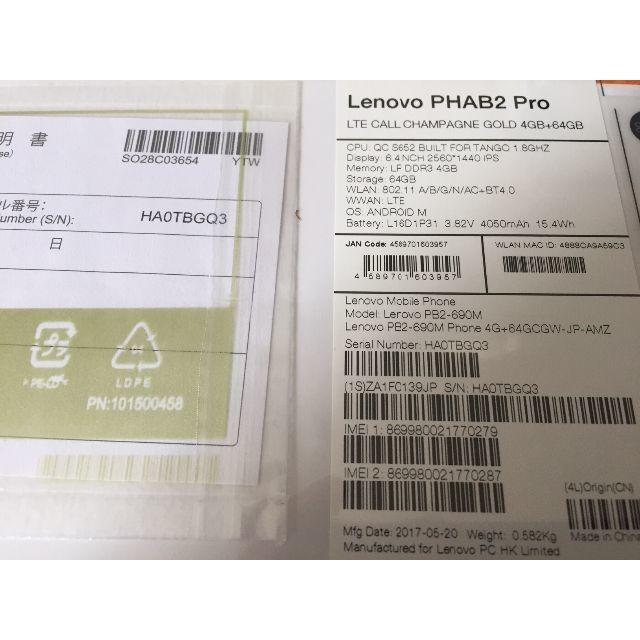 明 書
se)
SO28C03654 YTW
ル番号:
umber (S/N): HA0TBGQ3
日
PE-
LDPE
PN:101500458
Lenovo PHAB2 Pro
LTE CALL CHAMPAGNE GOLD 4GB+64GB
CPU: QC S652 BUILT FOR TANGO 1.8GHZ
Display: 6.4 NCH 2560*1440 IPS
Memory: LP DDR3 4GB
Storage: 64GB
WLAN: 802.11 A/B/G/N/AC+BT4.0
WWAN: LTE
OS: ANDROID M
Battery: L16D1P31 3.82V 4050mAh 15.4Wh
JAN Code: 4589701603957
4 589701 603957
WLAN MAC ID: 4888CA9A69C3
Lenovo Mobile Phone
Model: Lenovo PB2-690M
Lenovo PB2-690M Phone 4G+64GCGW-JP-AMZ
Serial Number: HA0TBGQ3
(1S)ZA1F0139JP S/N: HA0TBGQ3
IMEI 1: 869980021770279
IMEI 2: 869980021770287
(4L)Origin(CN)
Mfg Date: 2017-05-20 Weight: 0.582Kg Made in China
Manufactured for Lenovo PC HK Limited